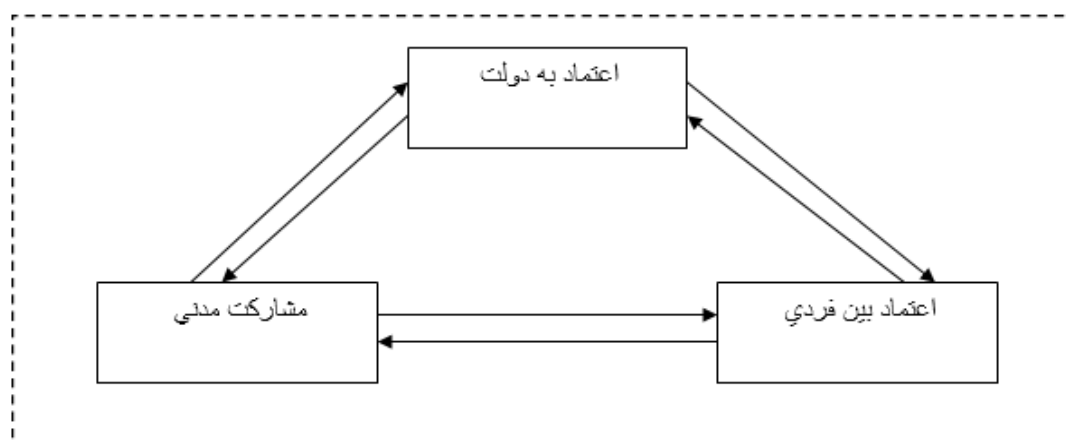 اعتماد به دولت
اعتماد بين فردي
مشاركت مدني